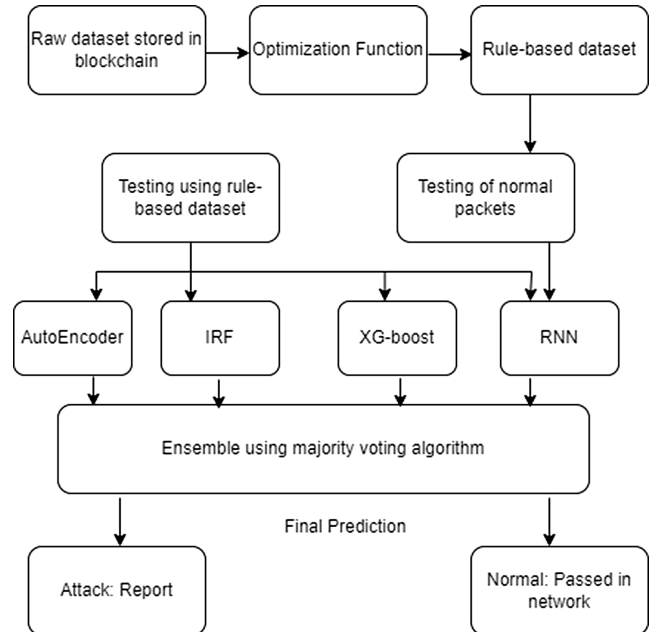 Raw dataset stored in
blockchain
Optimization Function
Rule-based dataset
Testing using rule-
based dataset
Testing of normal
packets
AutoEncoder
IRF
XG-boost
RNN
Ensemble using majority voting algorithm
Final Prediction
Attack: Report
Normal: Passed in
network